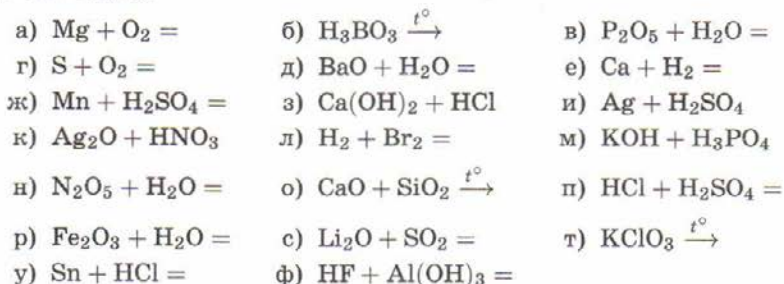 а) Mg + O₂ = б) H₃BO₃ t°→ в) P₂O₅ + H₂O =
г) S + O₂ = д) BaO + H₂O = е) Ca + H₂ =
ж) Mn + H₂SO₄ = з) Ca(OH)₂ + HCl и) Ag + H₂SO₄
к) Ag₂O + HNO₃ л) H₂ + Br₂ = м) KOH + H₃PO₄
н) N₂O₅ + H₂O = о) CaO + SiO₂ t°→ п) HCl + H₂SO₄ =
р) Fe₂O₃ + H₂O = с) Li₂O + SO₂ = т) KClO₃ t°→
у) Sn + HCl = ф) HF + Al(OH)₃ =